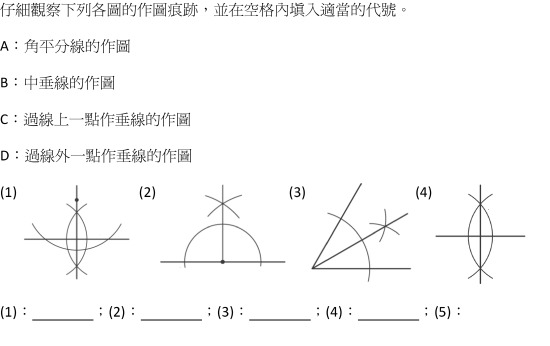 仔細觀察下列各圖的作圖痕跡，並在空格內填入適當的代號。
A：角平分線的作圖
B：中垂線的作圖
C：過線上一點作垂線的作圖
D：過線外一點作垂線的作圖
(1) (2) (3) (4)
(1)：________；(2)：________；(3)：________；(4)：________；(5)：